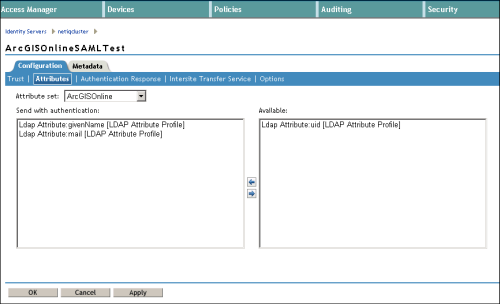 Access Manager Devices Policies Auditing Security
Identity Servers netiqcluster
ArcGISOnlineSAMLTest
Configuration Metadata
Trust | Attributes | Authentication Response | Intersite Transfer Service | Options
Attribute set: ArcGISOnline
Send with authentication: Available:
Ldap Attribute:givenName [LDAP Attribute Profile] Ldap Attribute:uid [LDAP Attribute Profile]
Ldap Attribute:mail [LDAP Attribute Profile]
OK Cancel Apply